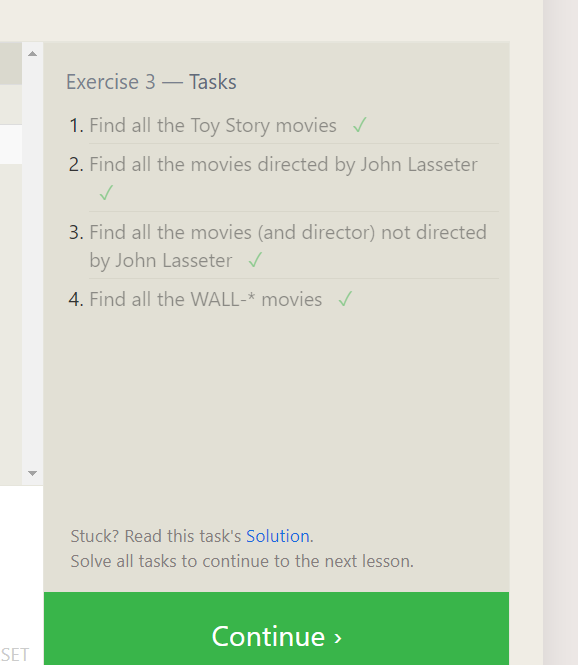 Exercise 3 — Tasks
1. Find all the Toy Story movies ✓
2. Find all the movies directed by John Lasseter
✓
3. Find all the movies (and director) not directed
by John Lasseter ✓
4. Find all the WALL-* movies ✓
Stuck? Read this task's Solution.
Solve all tasks to continue to the next lesson.
Continue ›
SET